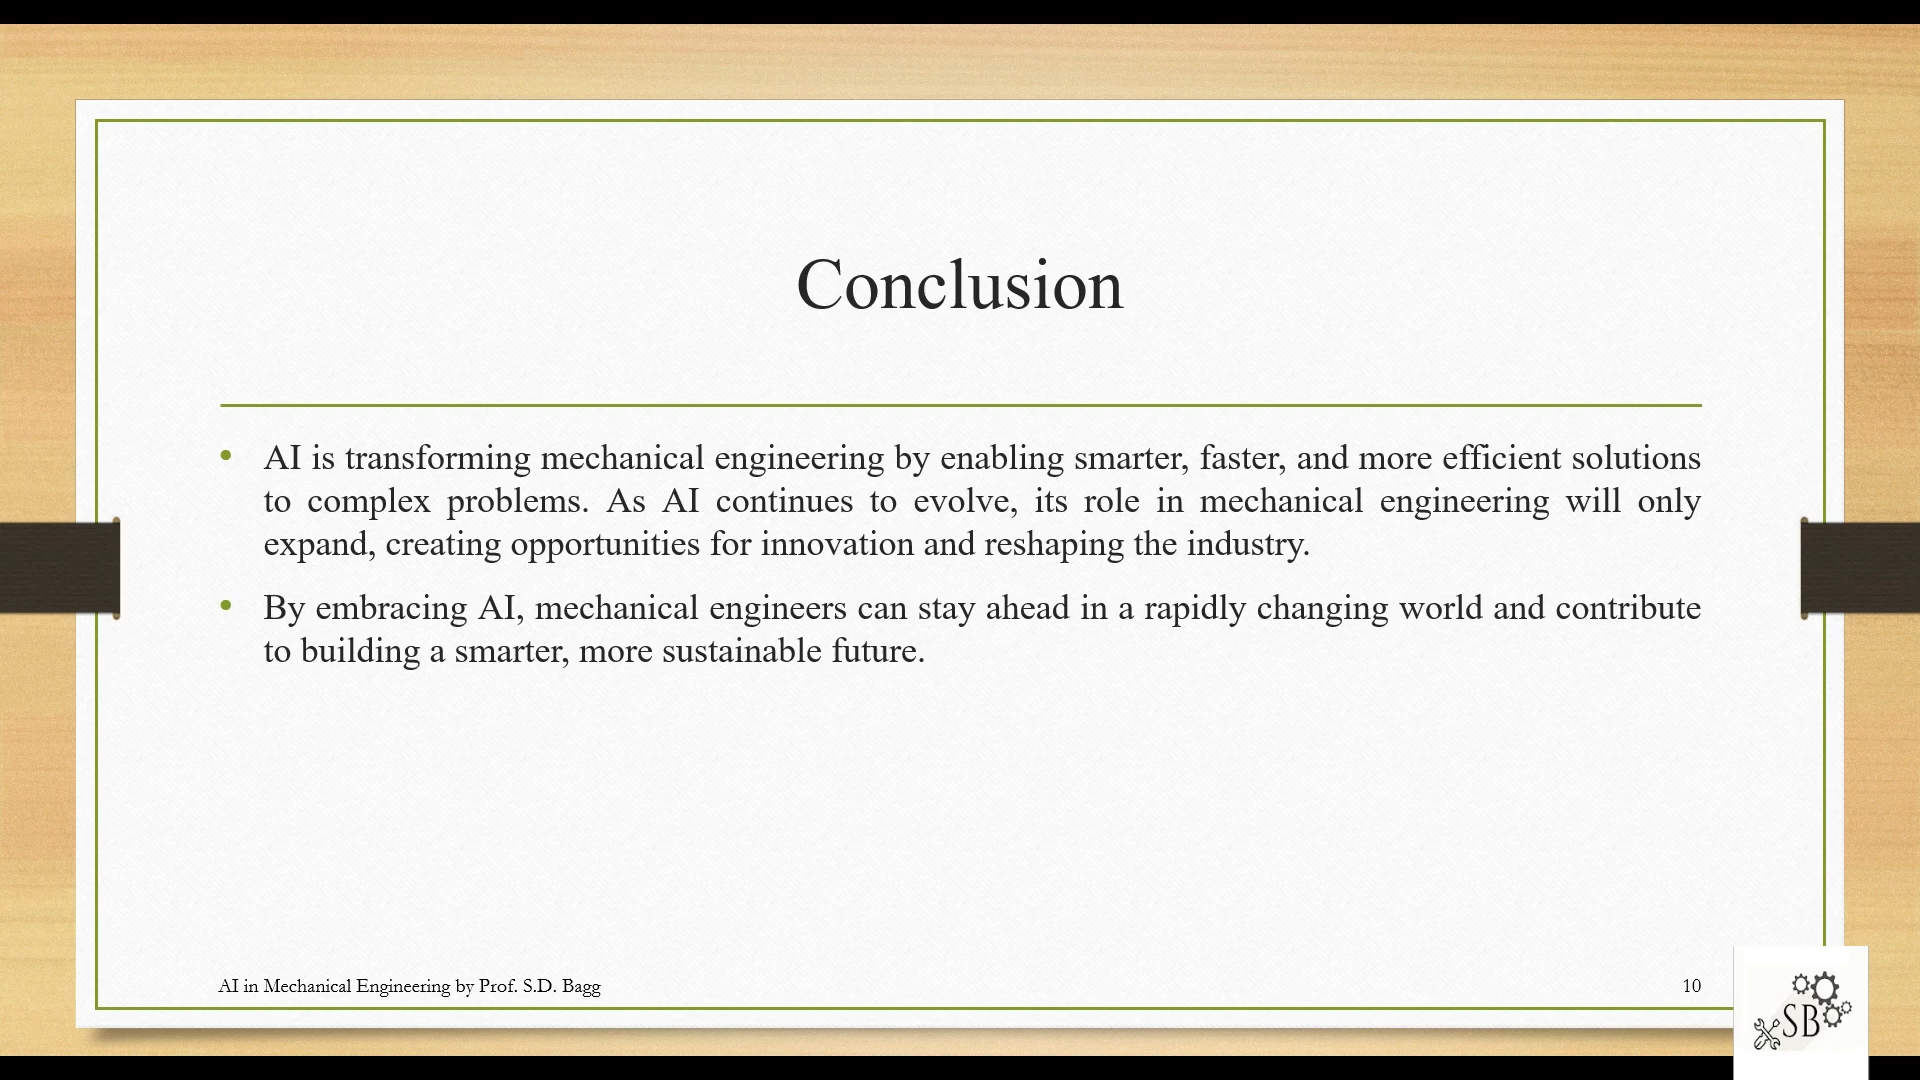 Conclusion
• AI is transforming mechanical engineering by enabling smarter, faster, and more efficient solutions
to complex problems. As AI continues to evolve, its role in mechanical engineering will only
expand, creating opportunities for innovation and reshaping the industry.
• By embracing AI, mechanical engineers can stay ahead in a rapidly changing world and contribute
to building a smarter, more sustainable future.
AI in Mechanical Engineering by Prof. S.D. Bagg
10
SB